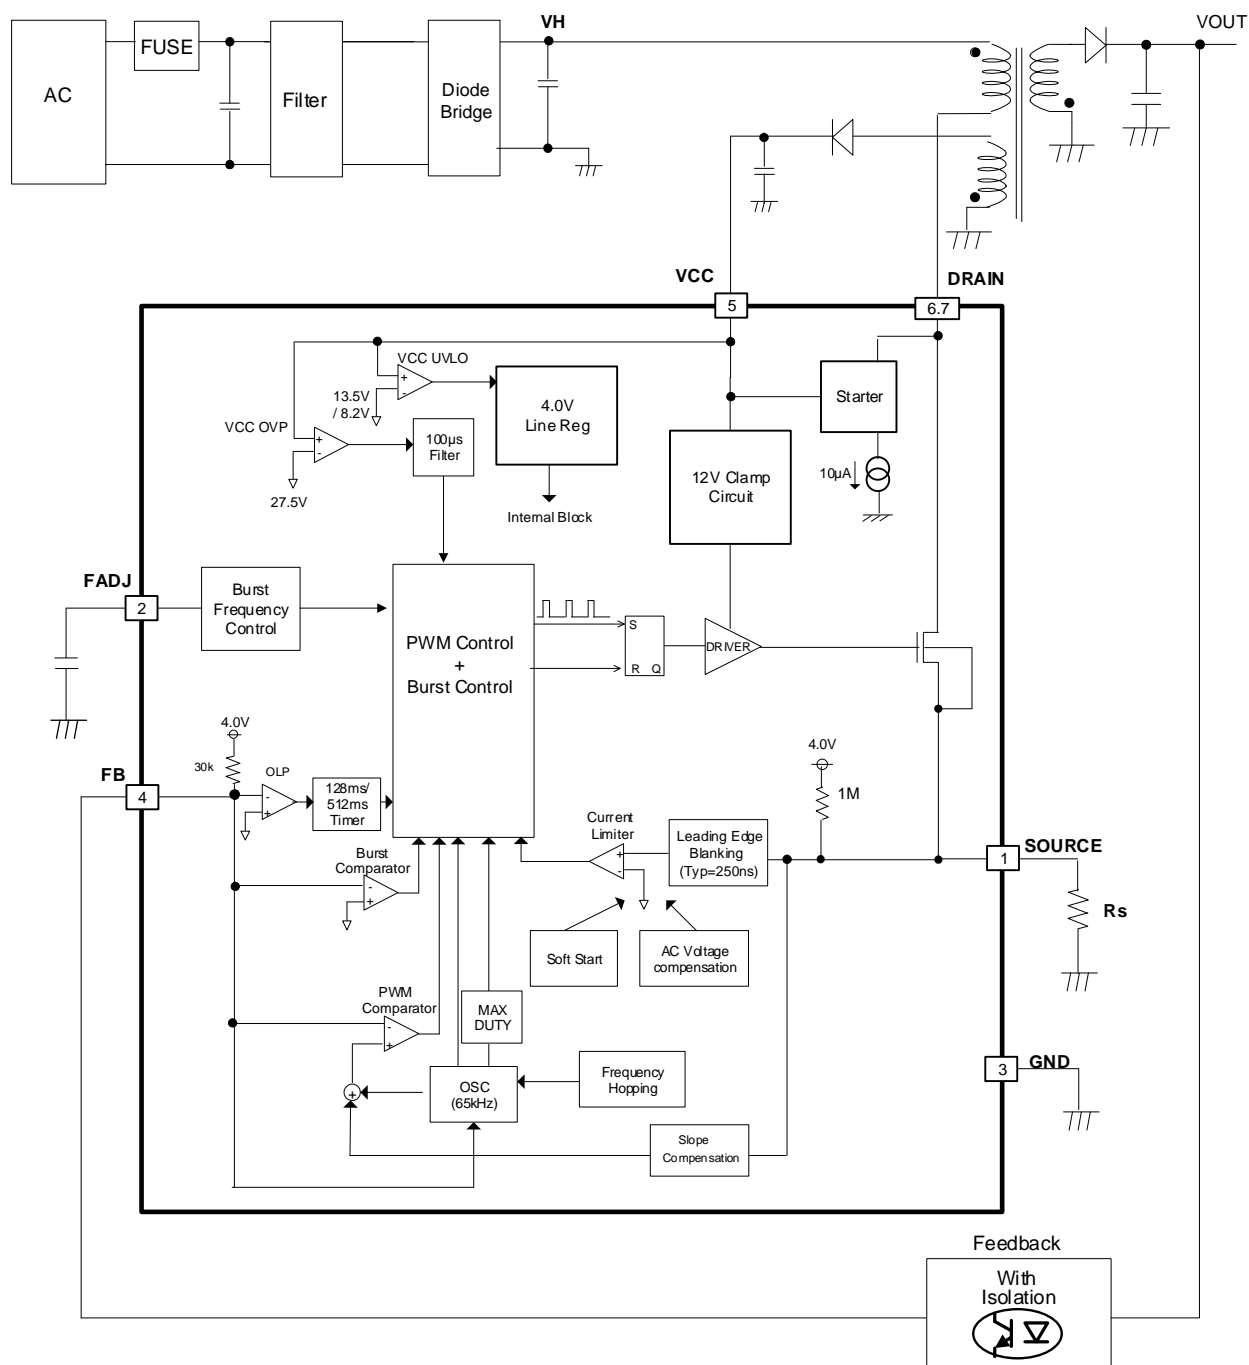 VH
VOUT
FUSE
AC
Filter
Diode
Bridge
VCC
DRAIN
5
6.7
VCC UVLO
13.5V
/ 8.2V
4.0V
Line Reg
Starter
VCC OVP
100µs
Filter
12V Clamp
Circuit
10µA
27.5V
Internal Block
FADJ
2
Burst
Frequency
Control
PWM Control
+
Burst Control
S
R Q
DRIVER
4.0V
30k
FB
4
OLP
128ms/
512ms
Timer
4.0V
1M
Current
Limiter
Leading Edge
Blanking
(Typ=250ns)
SOURCE
1
Burst
Comparator
Rs
Soft Start
AC Voltage
compensation
PWM
Comparator
MAX
DUTY
OSC
(65kHz)
Frequency
Hopping
GND
3
Slope
Compensation
Feedback
With
Isolation